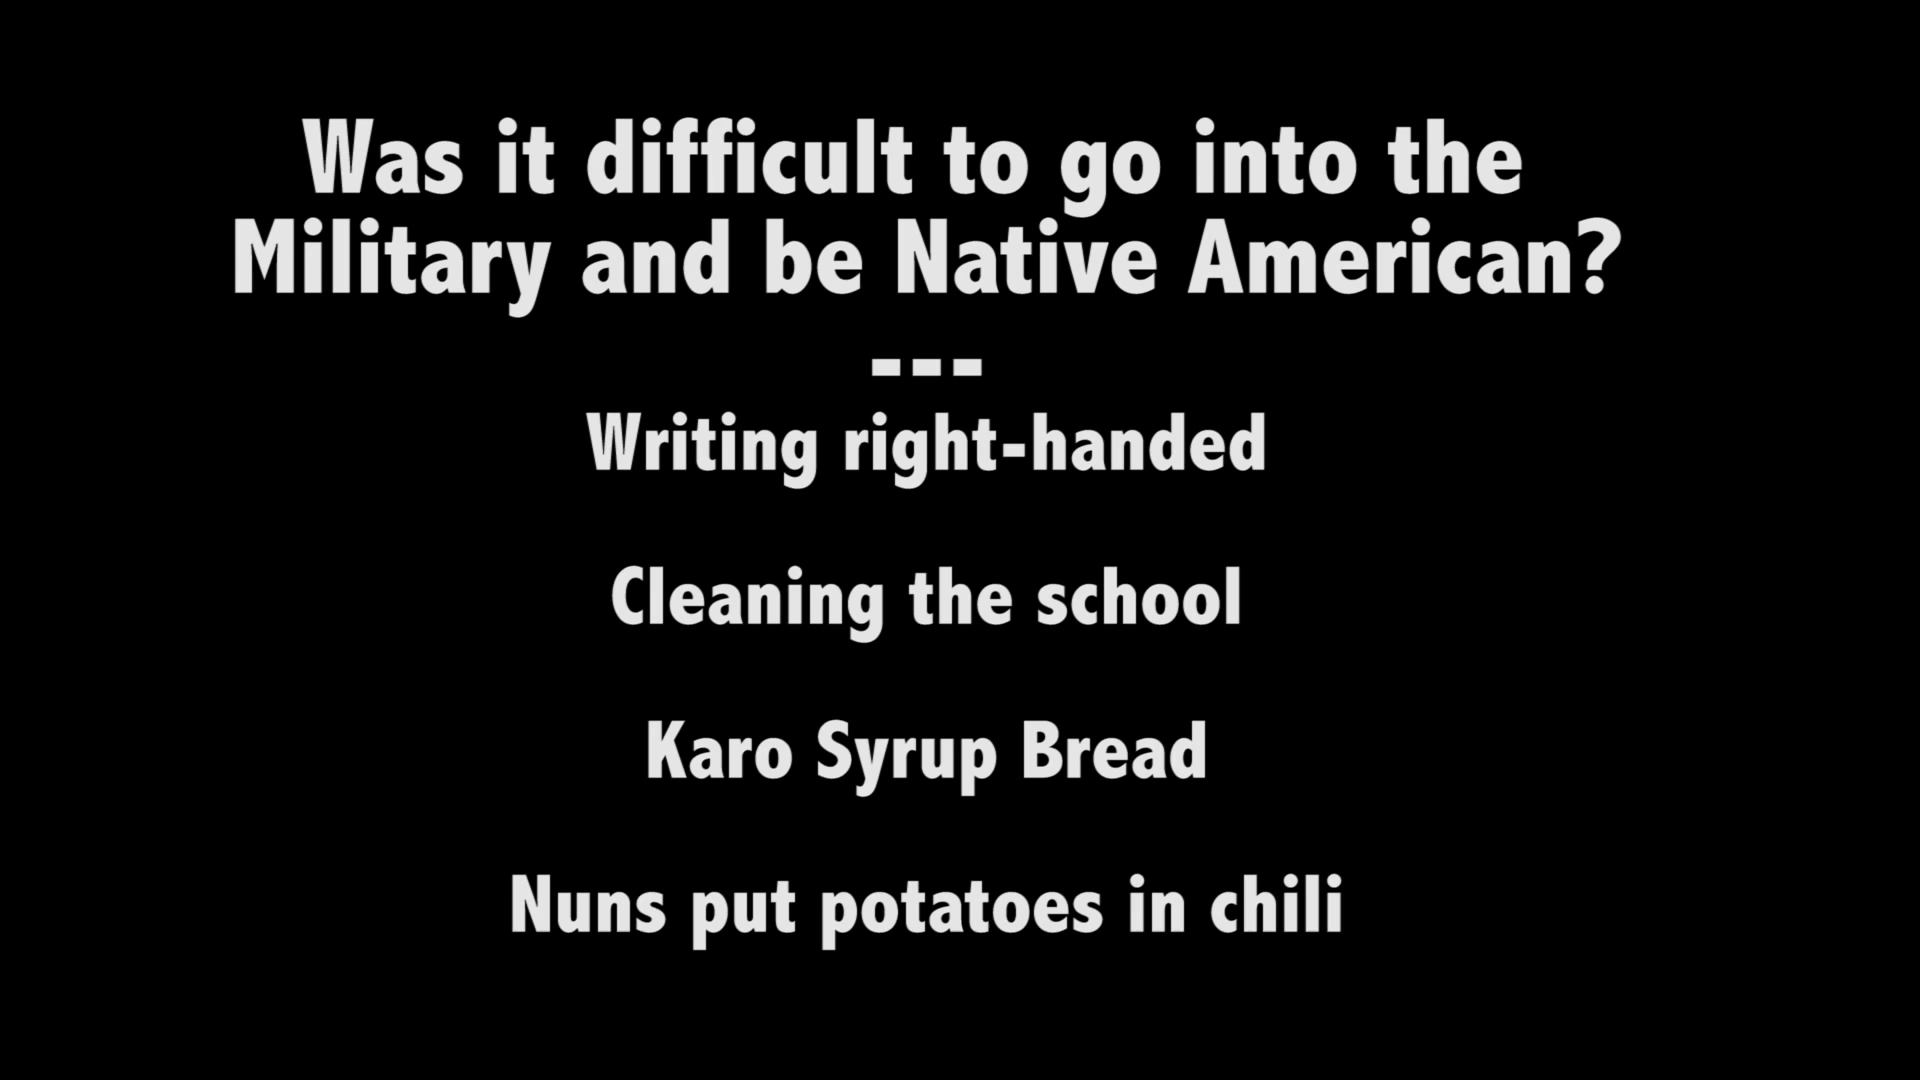 Was it difficult to go into the
Military and be Native American?
---
Writing right-handed
Cleaning the school
Karo Syrup Bread
Nuns put potatoes in chili